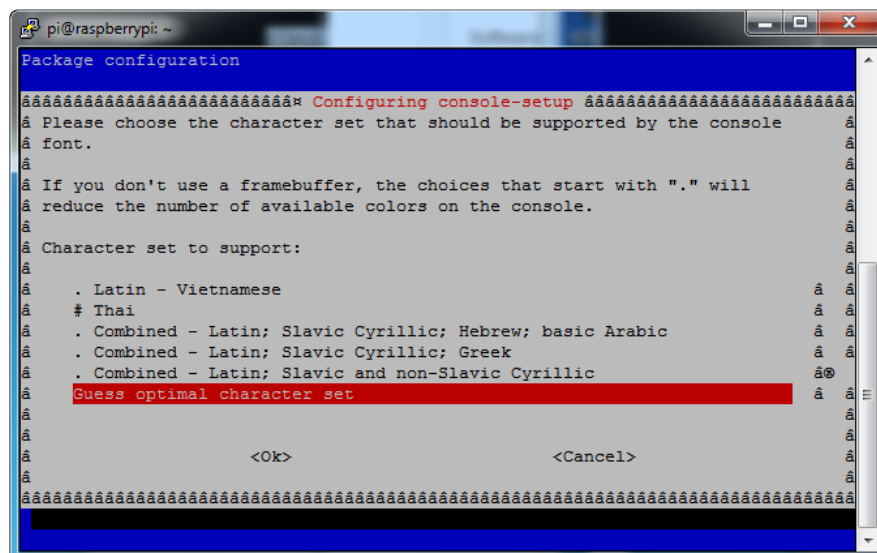 pi@raspberrypi: ~
Package configuration
ââââââââââââââââââââââââââ¤ Configuring console-setup ââââââââââââââââââââââââââ
â Please choose the character set that should be supported by the console â
â font. â
â â
â If you don't use a framebuffer, the choices that start with "." will â
â reduce the number of available colors on the console. â
â â
â Character set to support: â
â â
â . Latin - Vietnamese â â
â # Thai â â
â . Combined - Latin; Slavic Cyrillic; Hebrew; basic Arabic â â
â . Combined - Latin; Slavic Cyrillic; Greek â â
â . Combined - Latin; Slavic and non-Slavic Cyrillic â®
â Guess optimal character set â â
â â
â â
â <Ok> <Cancel> â
â â
ââââââââââââââââââââââââââââââââââââââââââââââââââââââââââââââââââââââââââââââââ